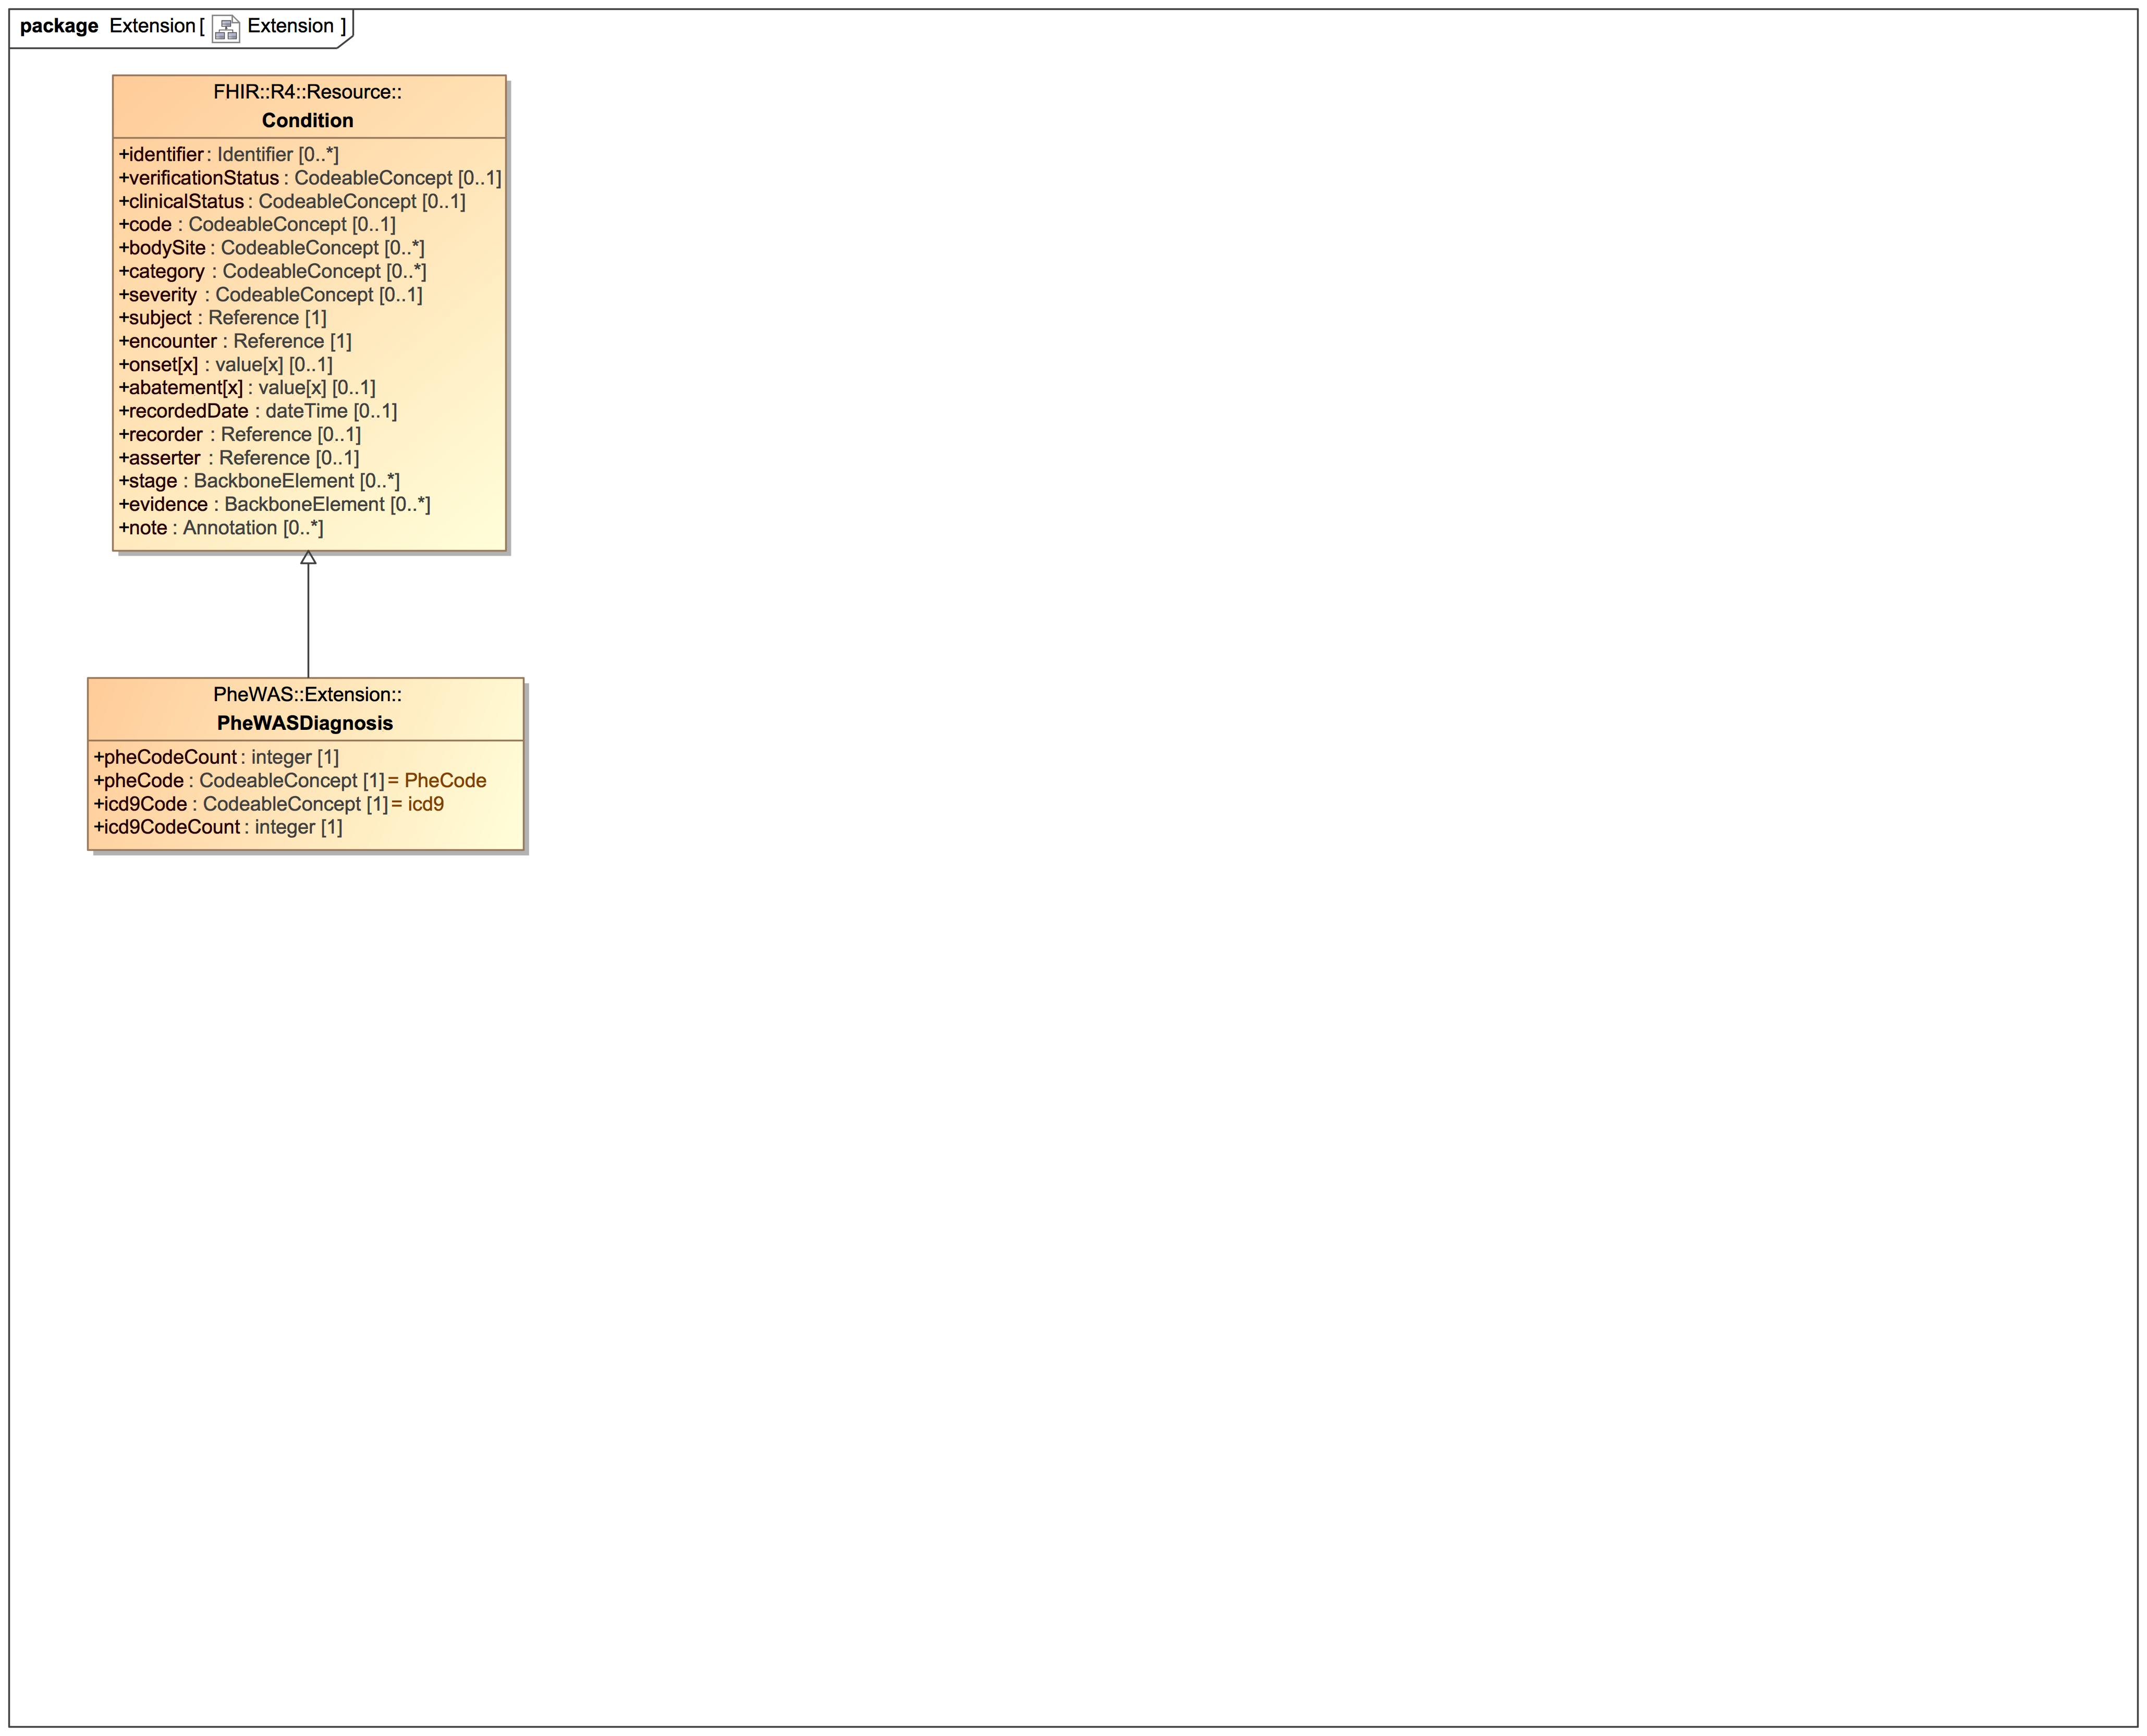 package Extension [ Extension ]
FHIR::R4::Resource::
Condition
+identifier : Identifier [0..*]
+verificationStatus : CodeableConcept [0..1]
+clinicalStatus : CodeableConcept [0..1]
+code : CodeableConcept [0..1]
+bodySite : CodeableConcept [0..*]
+category : CodeableConcept [0..*]
+severity : CodeableConcept [0..1]
+subject : Reference [1]
+encounter : Reference [1]
+onset[x] : value[x] [0..1]
+abatement[x] : value[x] [0..1]
+recordedDate : dateTime [0..1]
+recorder : Reference [0..1]
+asserter : Reference [0..1]
+stage : BackboneElement [0..*]
+evidence : BackboneElement [0..*]
+note : Annotation [0..*]
PheWAS::Extension::
PheWASDiagnosis
+pheCodeCount : integer [1]
+pheCode : CodeableConcept [1] = PheCode
+icd9Code : CodeableConcept [1] = icd9
+icd9CodeCount : integer [1]